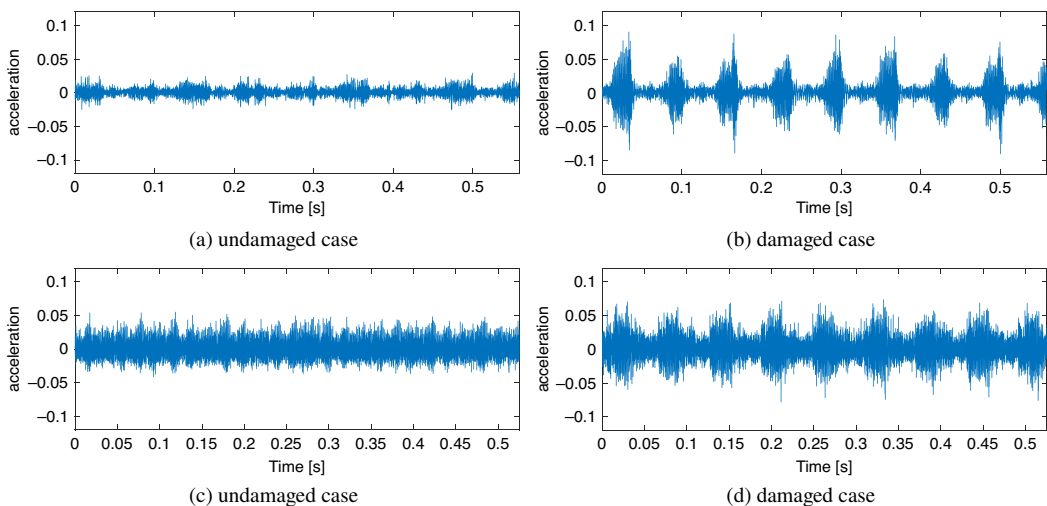 0.1
0.05
0
−0.05
−0.1
acceleration
0 0.1 0.2 0.3 0.4 0.5
Time [s]
(a) undamaged case
0.1
0.05
0
−0.05
−0.1
acceleration
0 0.1 0.2 0.3 0.4 0.5
Time [s]
(b) damaged case
0.1
0.05
0
−0.05
−0.1
acceleration
0 0.05 0.1 0.15 0.2 0.25 0.3 0.35 0.4 0.45 0.5
Time [s]
(c) undamaged case
0.1
0.05
0
−0.05
−0.1
acceleration
0 0.05 0.1 0.15 0.2 0.25 0.3 0.35 0.4 0.45 0.5
Time [s]
(d) damaged case